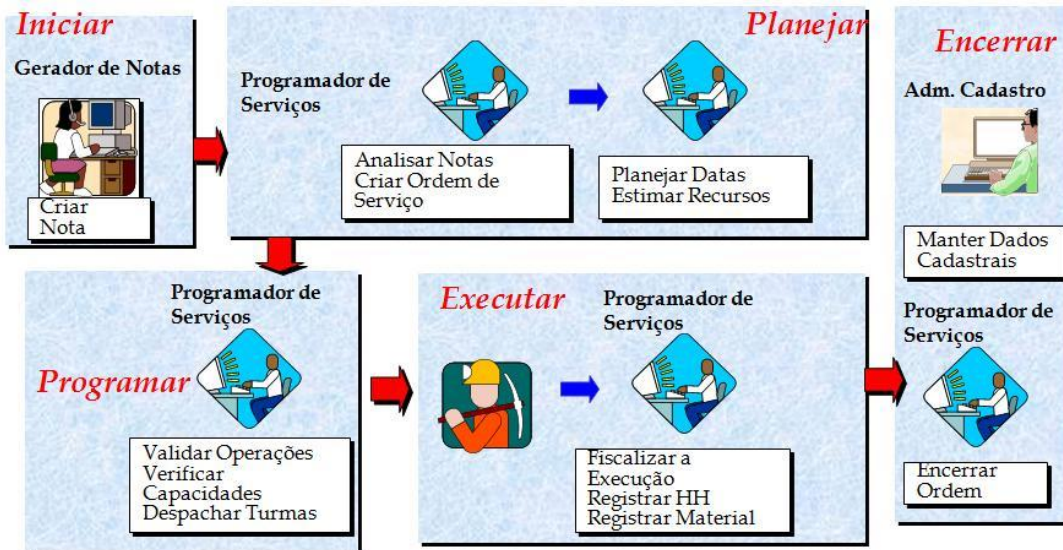 Iniciar
Gerador de Notas
Criar
Nota
Planejar
Programador de
Serviços
Analisar Notas
Criar Ordem de
Serviço
Planejar Datas
Estimar Recursos
Programador de
Serviços
Programar
Validar Operações
Verificar
Capacidades
Despachar Turmas
Executar
Programador de
Serviços
Fiscalizar a
Execução
Registrar HH
Registrar Material
Encerrar
Adm. Cadastro
Manter Dados
Cadastrais
Programador de
Serviços
Encerrar
Ordem